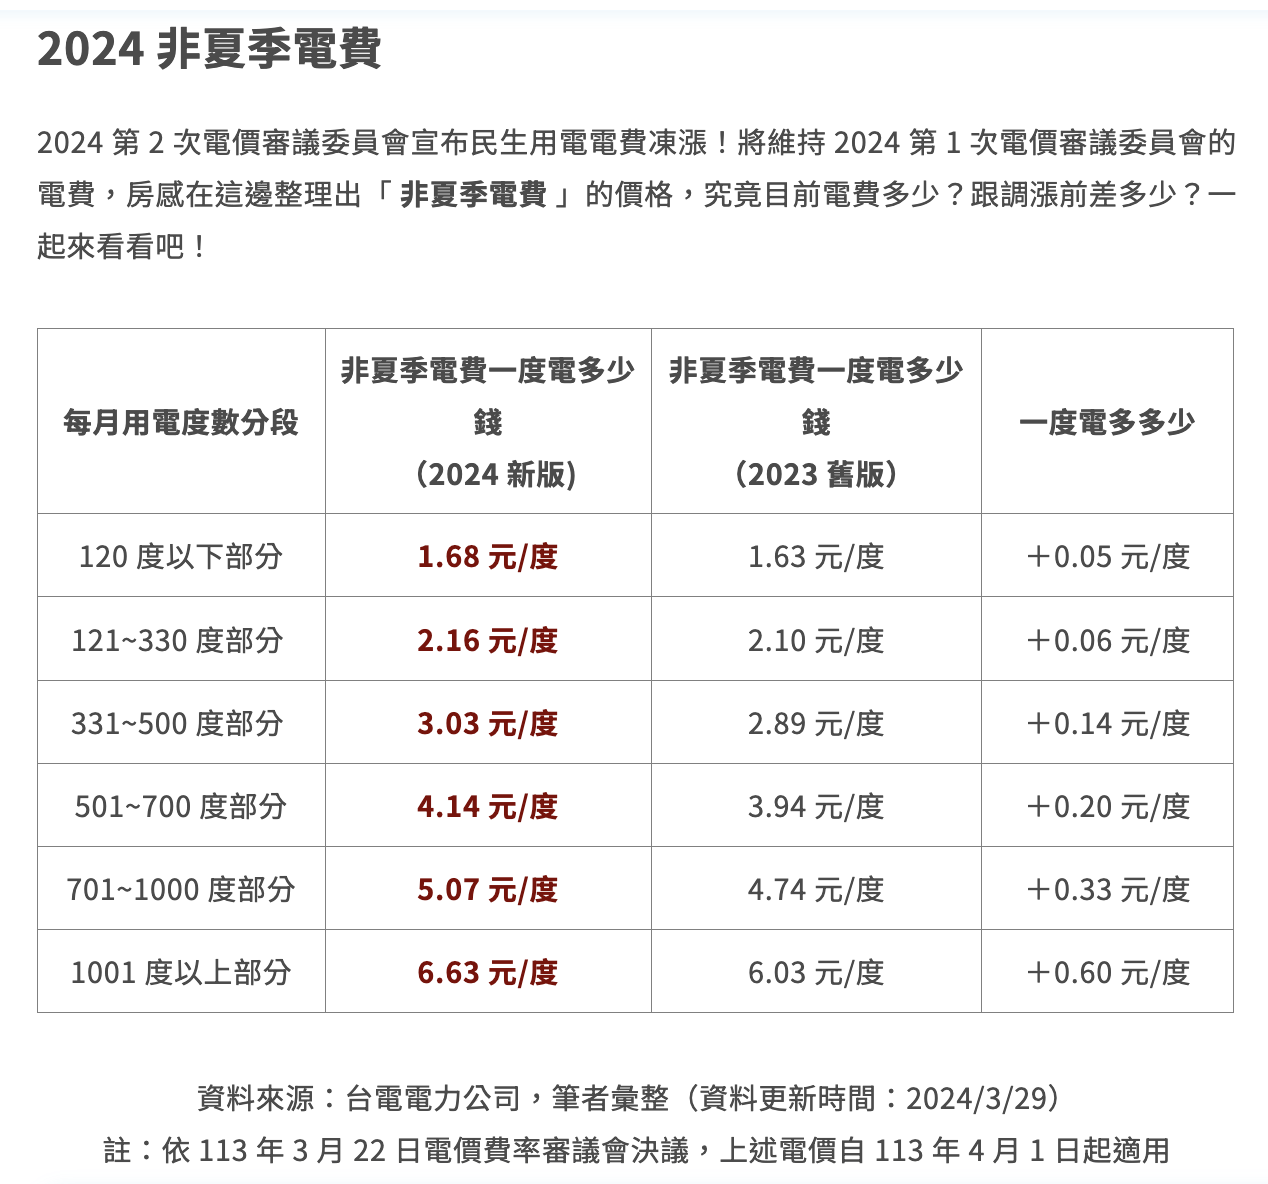 2024 非夏季電費
2024 第 2 次電價審議委員會宣布民生用電電費凍漲！將維持 2024 第 1 次電價審議委員會的
電費，房感在這邊整理出「 非夏季電費 」的價格，究竟目前電費多少？跟調漲前差多少？一
起來看看吧！
每月用電度數分段
非夏季電費一度電多少
錢
（2024 新版)
非夏季電費一度電多少
錢
（2023 舊版）
一度電多多少
120 度以下部分
1.68 元/度
1.63 元/度
＋0.05 元/度
121~330 度部分
2.16 元/度
2.10 元/度
＋0.06 元/度
331~500 度部分
3.03 元/度
2.89 元/度
＋0.14 元/度
501~700 度部分
4.14 元/度
3.94 元/度
＋0.20 元/度
701~1000 度部分
5.07 元/度
4.74 元/度
＋0.33 元/度
1001 度以上部分
6.63 元/度
6.03 元/度
＋0.60 元/度
資料來源：台電電力公司，筆者彙整（資料更新時間：2024/3/29）
註：依 113 年 3 月 22 日電價費率審議會決議，上述電價自 113 年 4 月 1 日起適用